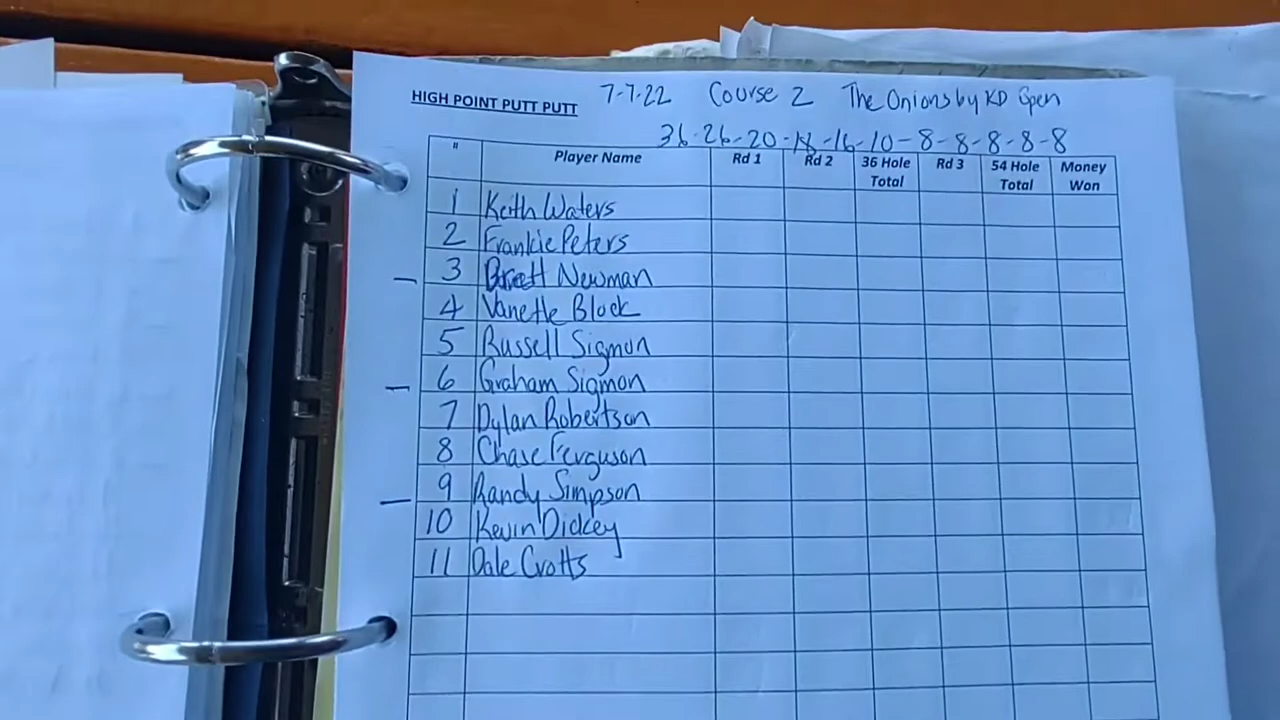 HIGH POINT PUTT PUTT 7-7-22 Course 2 The Onions by KD Open
36-26-20-18-16-10-8-8-8-8-8
" Player Name Rd 1 Rd 2 36 Hole Total Rd 3 54 Hole Total Money Won
1 Keith Waters
2 Frankie Peters
3 Brett Newman
4 Vanette Block
5 Russell Sigmon
6 Graham Sigmon
7 Dylan Robertson
8 Chase Ferguson
9 Randy Simpson
10 Kevin Dickey
11 Dale Crotts